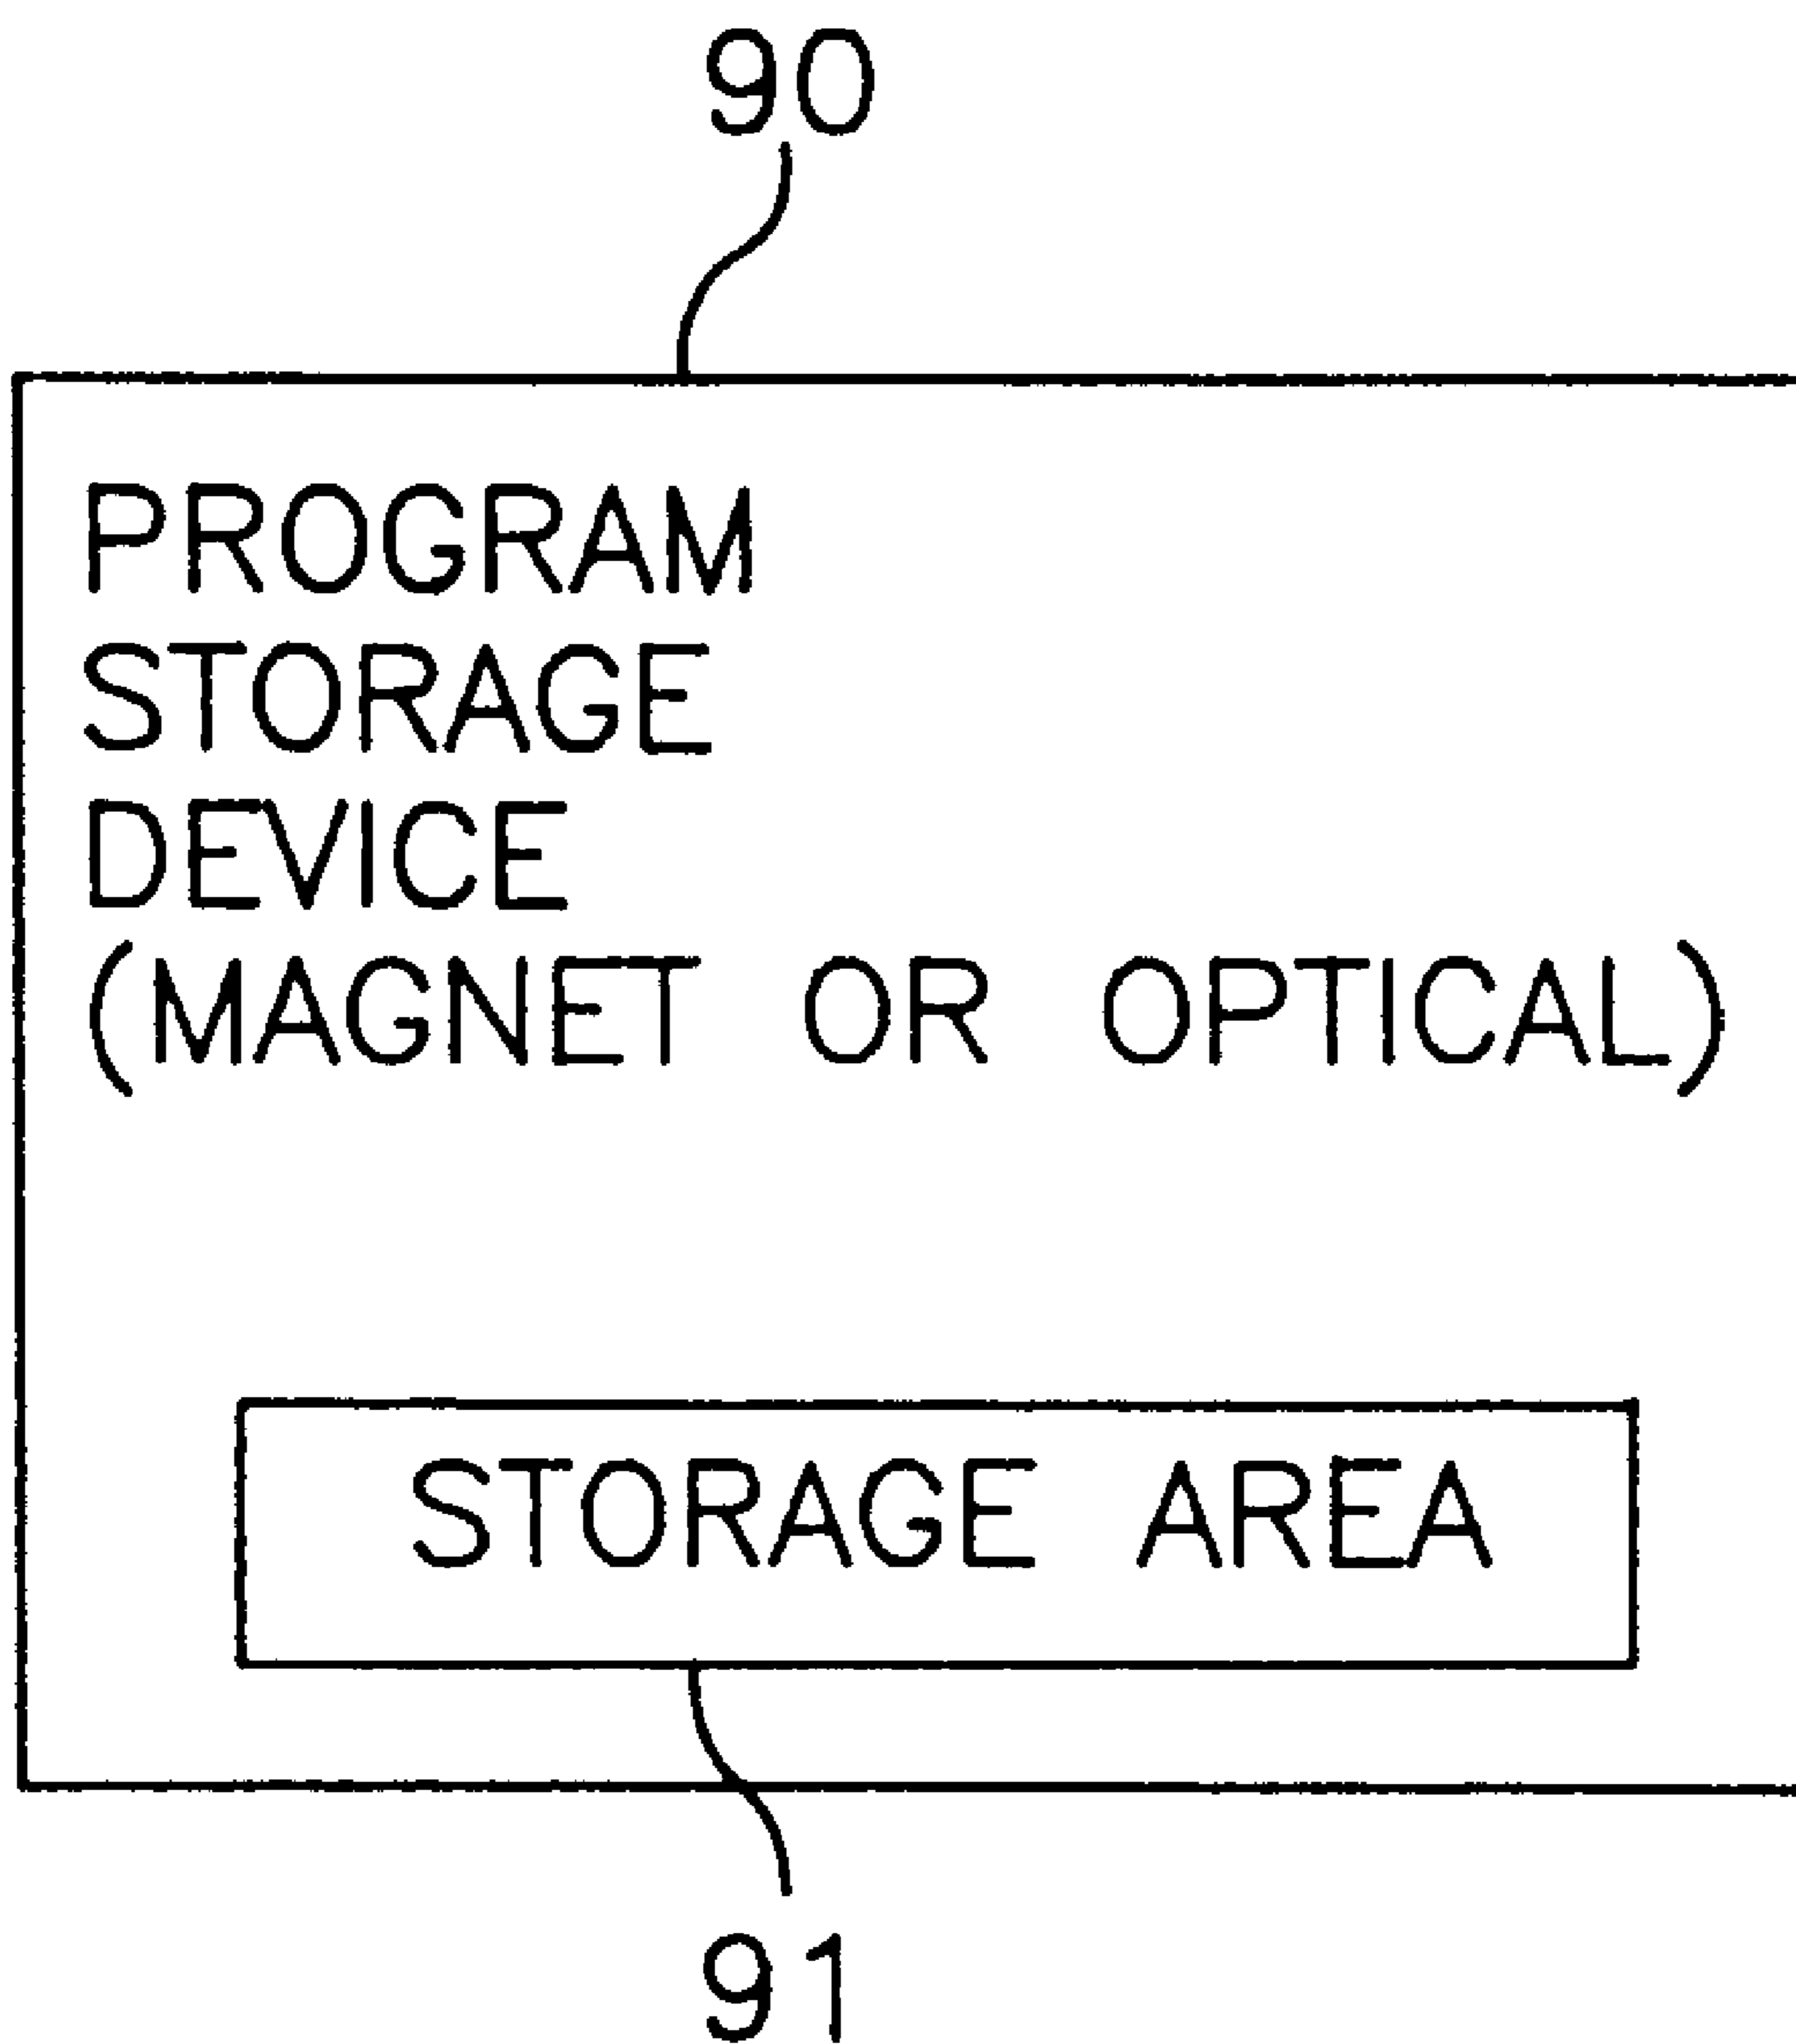 90
PROGRAM
STORAGE
DEVICE
(MAGNET OR OPTICAL)
STORAGE AREA
91